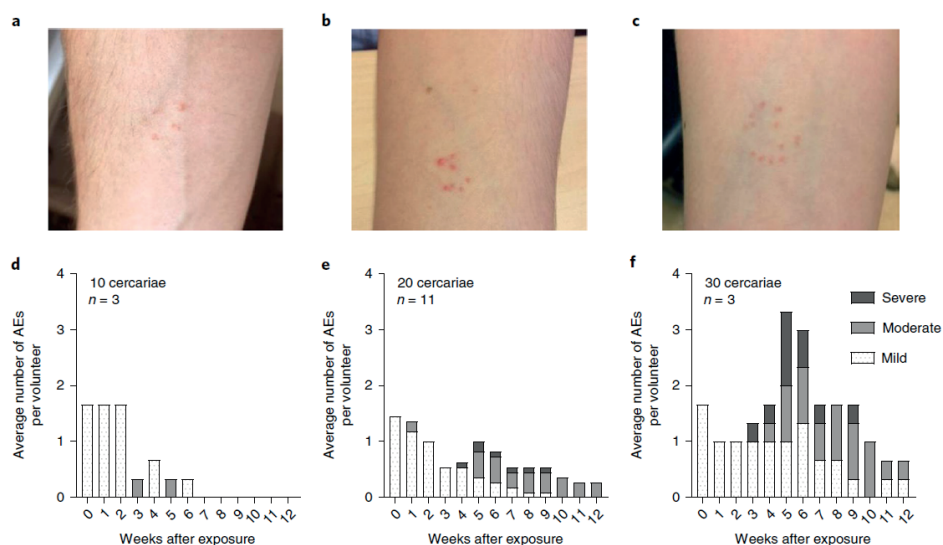 a
b
c
d
4
3
2
1
0
10 cercariae
n = 3
Average number of AEs
per volunteer
0 1 2 3 4 5 6 7 8 9 10 11 12
Weeks after exposure
e
4
3
2
1
0
20 cercariae
n = 11
Average number of AEs
per volunteer
0 1 2 3 4 5 6 7 8 9 10 11 12
Weeks after exposure
f
4
3
2
1
0
30 cercariae
n = 3
Severe
Moderate
Mild
Average number of AEs
per volunteer
0 1 2 3 4 5 6 7 8 9 10 11 12
Weeks after exposure